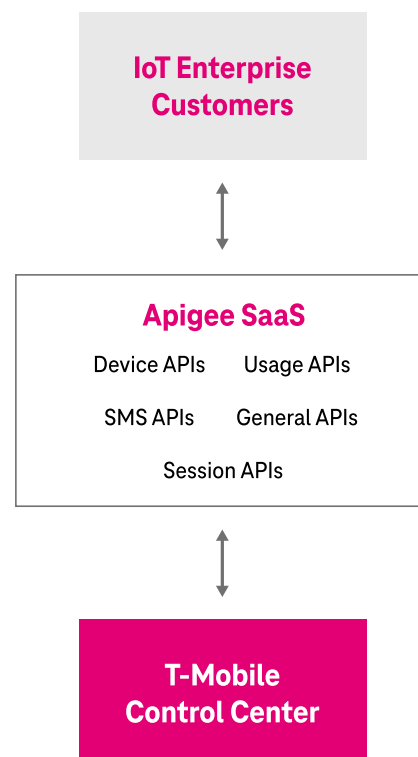 IoT Enterprise
Customers
Apigee SaaS
Device APIs Usage APIs
SMS APIs General APIs
Session APIs
T-Mobile
Control Center